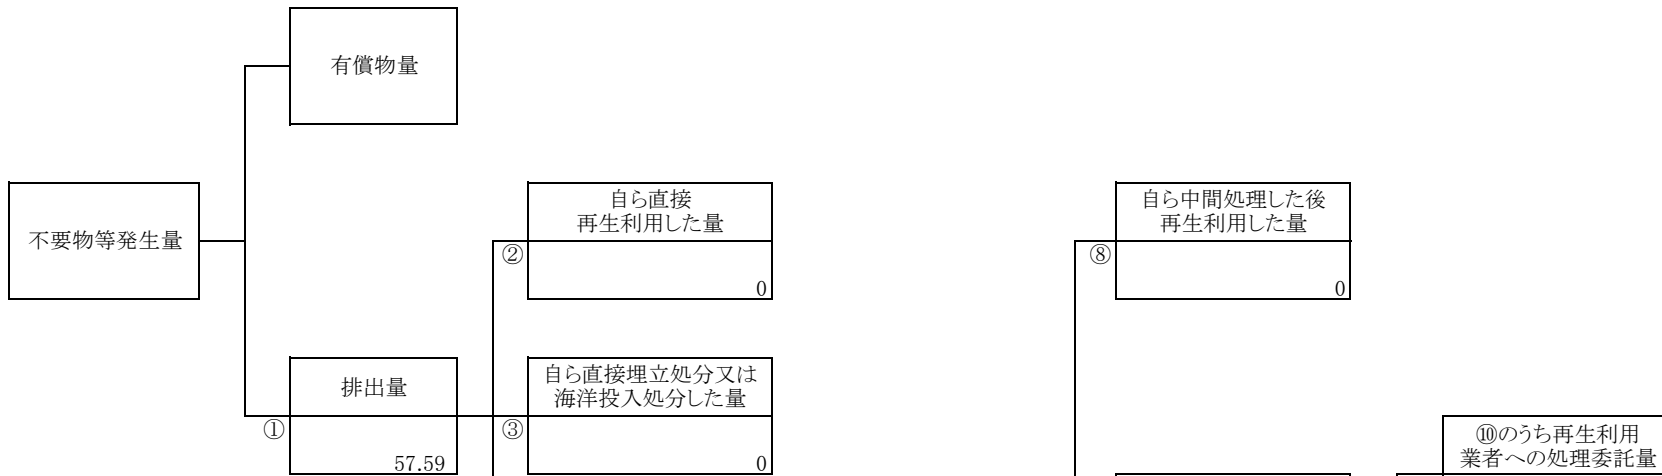 有償物量
不要物等発生量
自ら直接
再生利用した量
②
0
自ら中間処理した後
再生利用した量
⑧
0
排出量
①
57.59
自ら直接埋立処分又は
海洋投入処分した量
③
0
⑩のうち再生利用
業者への処理委託量